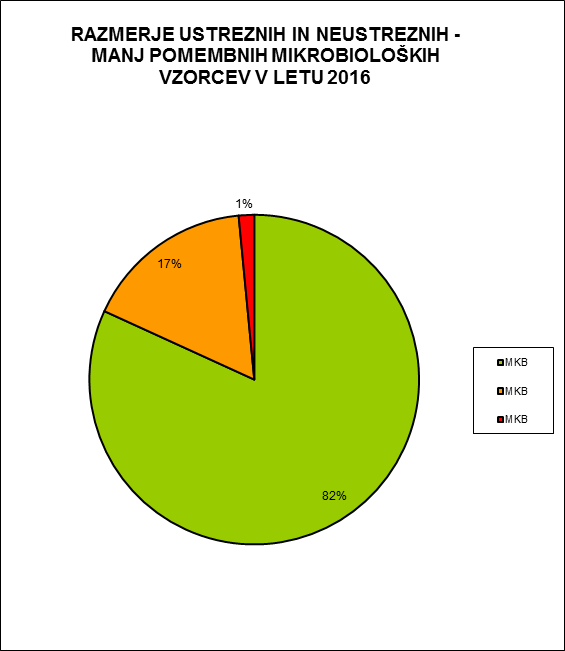 RAZMERJE USTREZNIH IN NEUSTREZNIH -
MANJ POMEMBNIH MIKROBIOLOŠKIH
VZORCEV V LETU 2016
1%
17%
82%
MKB
MKB
MKB